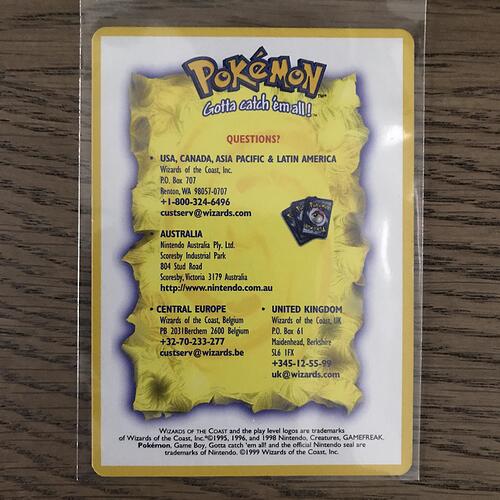 POKéMON™
Gotta catch 'em all!™
QUESTIONS?
• USA, CANADA, ASIA PACIFIC & LATIN AMERICA
Wizards of the Coast, Inc.
P.O. Box 707
Renton, WA 98057-0707
+1-800-324-6496
custserv@wizards.com
• AUSTRALIA
Nintendo Australia Ply. Ltd.
Scoresby Industrial Park
804 Stud Road
Scoresby, Victoria 3179 Australia
http://www.nintendo.com.au
• CENTRAL EUROPE
Wizards of the Coast, Belgium
PB 2031Berchem 2600 Belgium
+32-70-233-277
custserv@wizards.be
• UNITED KINGDOM
Wizards of the Coast, UK
P.O. Box 61
Maidenhead, Berkshire
SL6 1FX
+345-12-55-99
uk@wizards.com
WIZARDS OF THE COAST and the play level logos are trademarks
of Wizards of the Coast, Inc.©1995, 1996, and 1998 Nintendo, Creatures, GAMEFREAK.
Pokémon, Game Boy, Gotta catch 'em all! and the official Nintendo seal are
trademarks of Nintendo. ©1999 Wizards of the Coast, Inc.